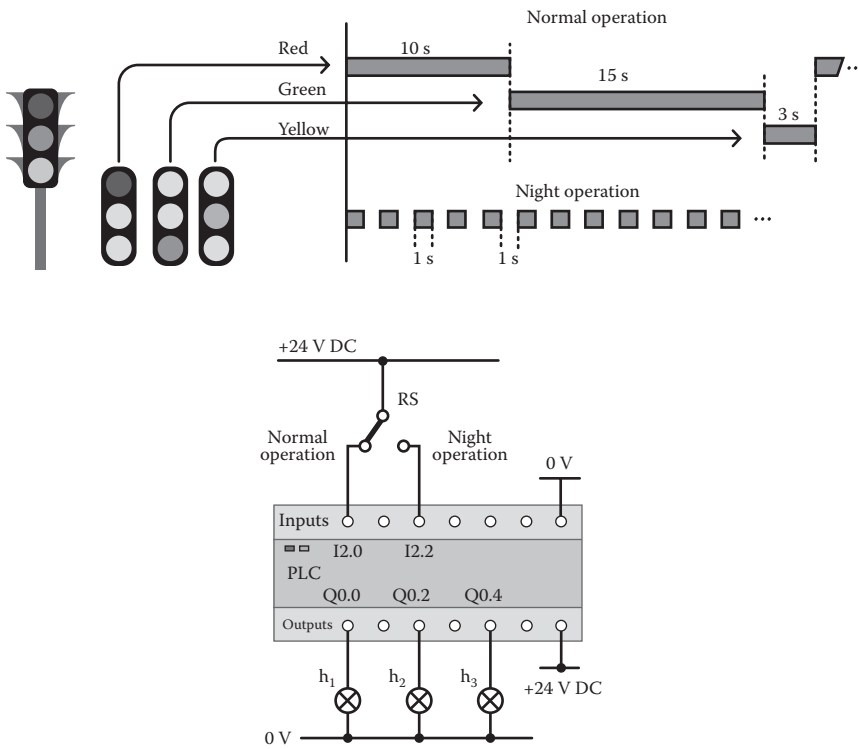 Normal operation
Red
10 s
Green
15 s
Yellow
3 s
Night operation
1 s
1 s
+24 V DC
RS
Normal
operation
Night
operation
0 V
Inputs
I2.0
I2.2
PLC
Q0.0
Q0.2
Q0.4
Outputs
h1
h2
h3
+24 V DC
0 V